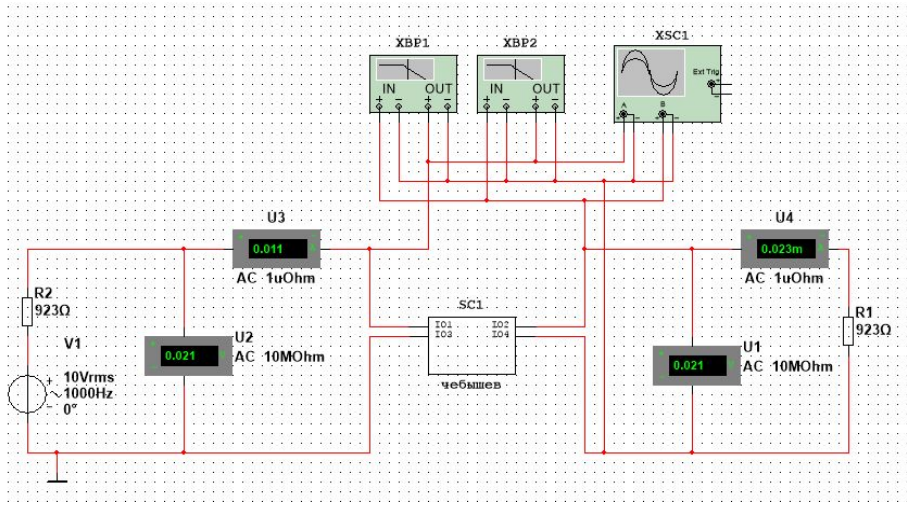 XBP1
XBP2
XSC1
IN OUT
IN OUT
Ext Trig
A B
U3
0.011 A
AC 1uOhm
U4
0.023m A
AC 1uOhm
R2
923Ω
V1
10Vrms
1000Hz
0°
U2
0.021 V
AC 10MOhm
SC1
IO1 IO2
IO3 IO4
чебышев
U1
0.021 V
AC 10MOhm
R1
923Ω